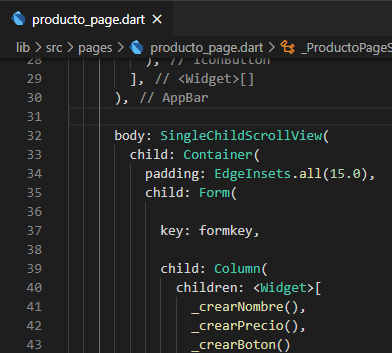 producto_page.dart ×
lib > src > pages > producto_page.dart > _ProductoPageS
28 ), // IconButton
29 ], // <Widget>[]
30 ), // AppBar
31
32 body: SingleChildScrollView(
33 child: Container(
34 padding: EdgeInsets.all(15.0),
35 child: Form(
36
37 key: formkey,
38
39 child: Column(
40 children: <Widget>[
41 _crearNombre(),
42 _crearPrecio(),
43 _crearBoton()